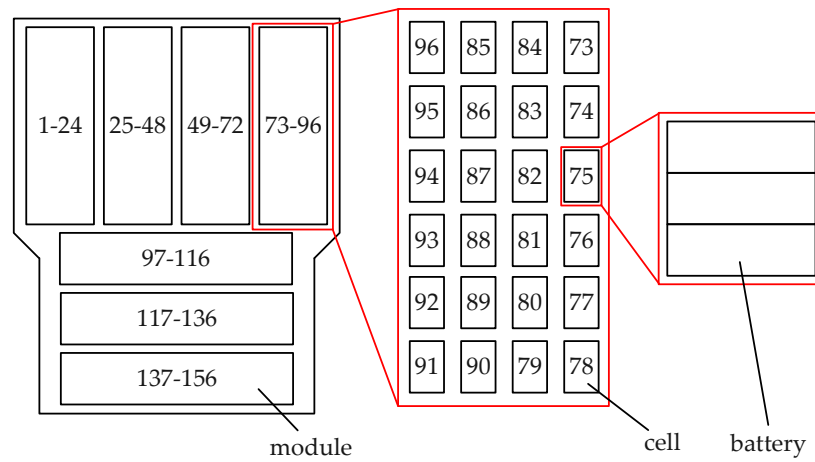 1-24 25-48 49-72 73-96
97-116
117-136
137-156
module
96 85 84 73
95 86 83 74
94 87 82 75
93 88 81 76
92 89 80 77
91 90 79 78
cell
battery